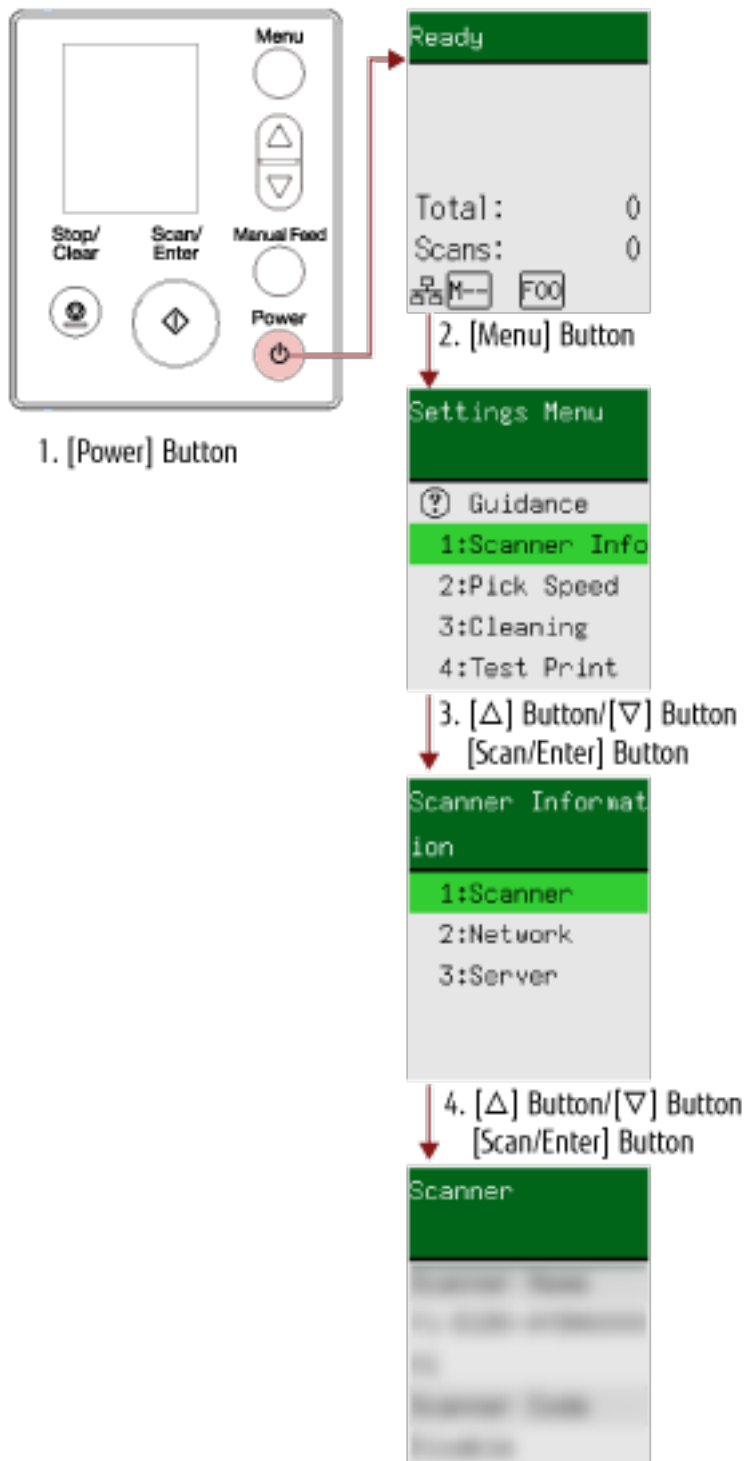 Menu
Stop/
Clear
Scan/
Enter
Manual Feed
Power
1. [Power] Button
Ready
Total: 0
Scans: 0
M-- F00
2. [Menu] Button
Settings Menu
? Guidance
1:Scanner Info
2:Pick Speed
3:Cleaning
4:Test Print
3. [△] Button/[▽] Button
[Scan/Enter] Button
Scanner Informat
ion
1:Scanner
2:Network
3:Server
4. [△] Button/[▽] Button
[Scan/Enter] Button
Scanner